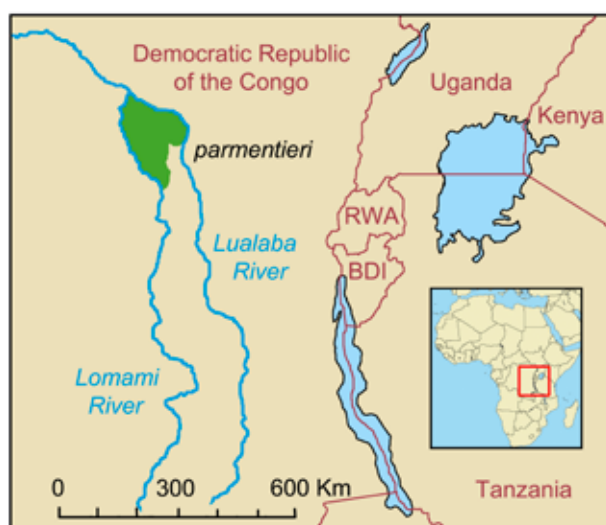 Democratic Republic
of the Congo
Uganda
Kenya
parmentieri
RWA
Lualaba
River
BDI
Lomami
River
0 300 600 Km
Tanzania